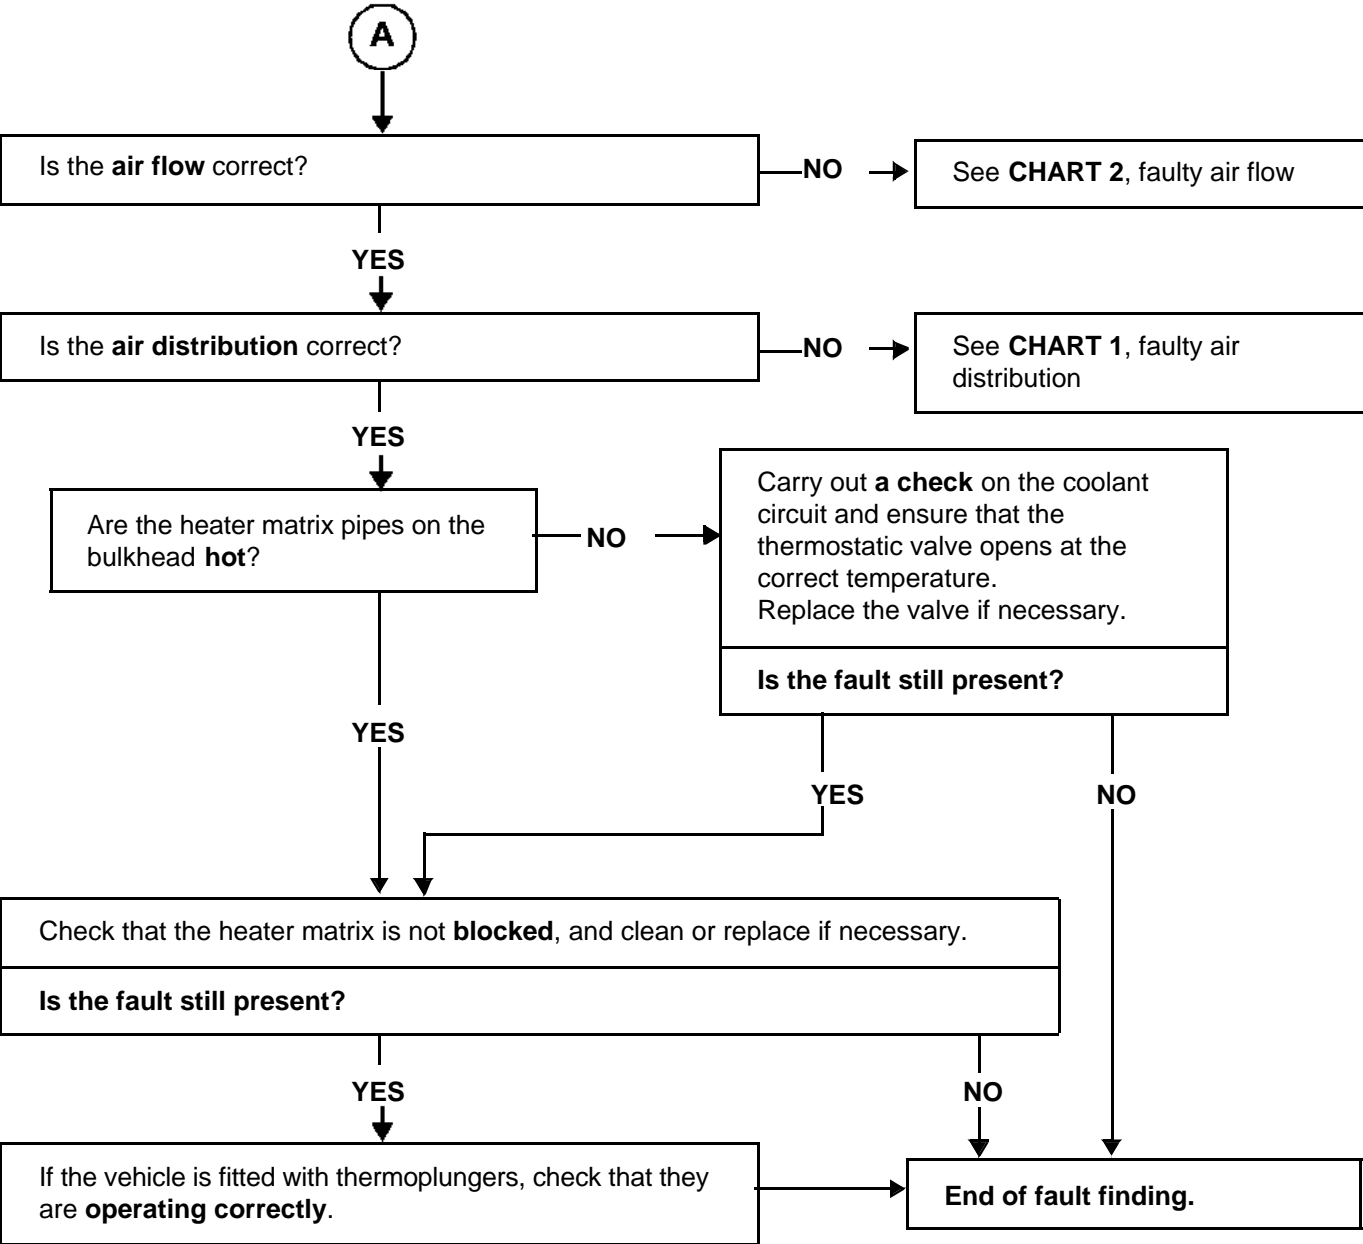 A
Is the air flow correct?
NO
See CHART 2, faulty air flow
YES
Is the air distribution correct?
NO
See CHART 1, faulty air
distribution
YES
Are the heater matrix pipes on the
bulkhead hot?
NO
Carry out a check on the coolant
circuit and ensure that the
thermostatic valve opens at the
correct temperature.
Replace the valve if necessary.
Is the fault still present?
YES
YES
NO
Check that the heater matrix is not blocked, and clean or replace if necessary.
Is the fault still present?
YES
NO
If the vehicle is fitted with thermoplungers, check that they
are operating correctly.
End of fault finding.